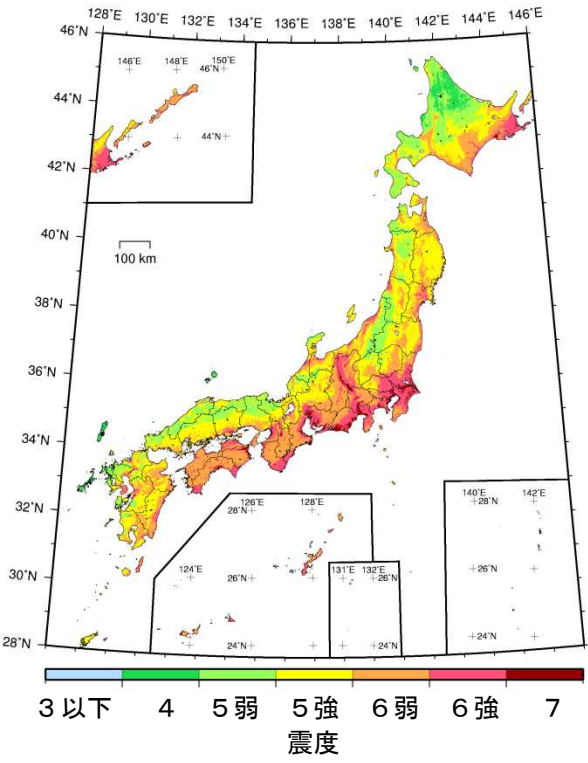 128°E 130°E 132°E 134°E 136°E 138°E 140°E 142°E 144°E 146°E
46°N
146°E 148°E 150°E
46°N
44°N
44°N
42°N
40°N
100 km
38°N
36°N
34°N
32°N
126°E 128°E
28°N
140°E 142°E
28°N
124°E
30°N
26°N
131°E 132°E
26°N
26°N
28°N
24°N
24°N
24°N
3以下 4 5弱 5強 6弱 6強 7
震度